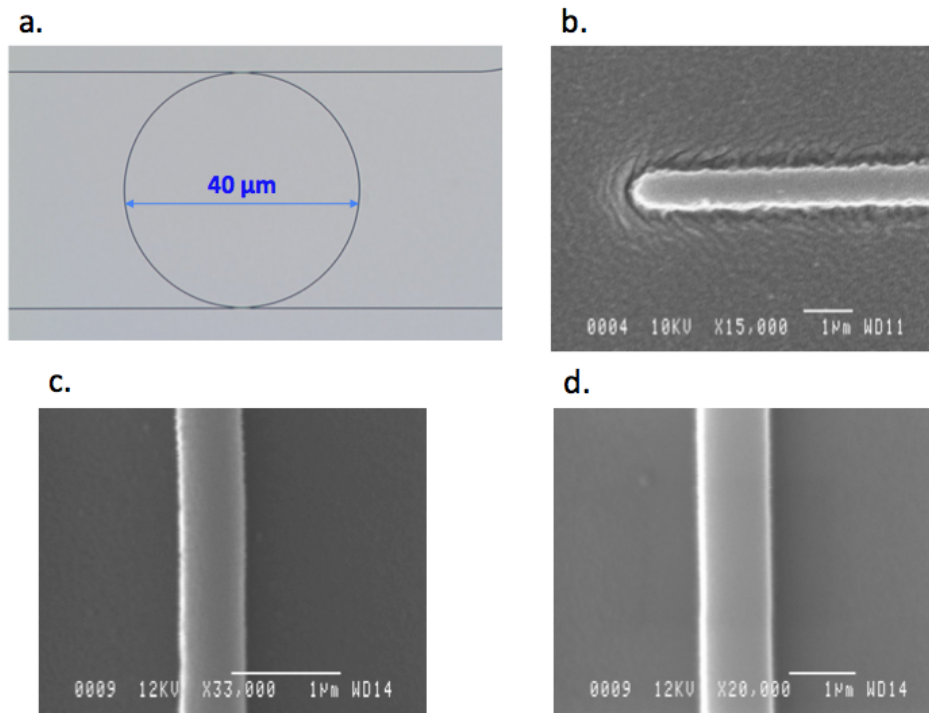 a.
b.
40 µm
0004 10KV X15,000 1µm WD11
c.
d.
0009 12KV X33,000 1µm WD14
0009 12KV X20,000 1µm WD14